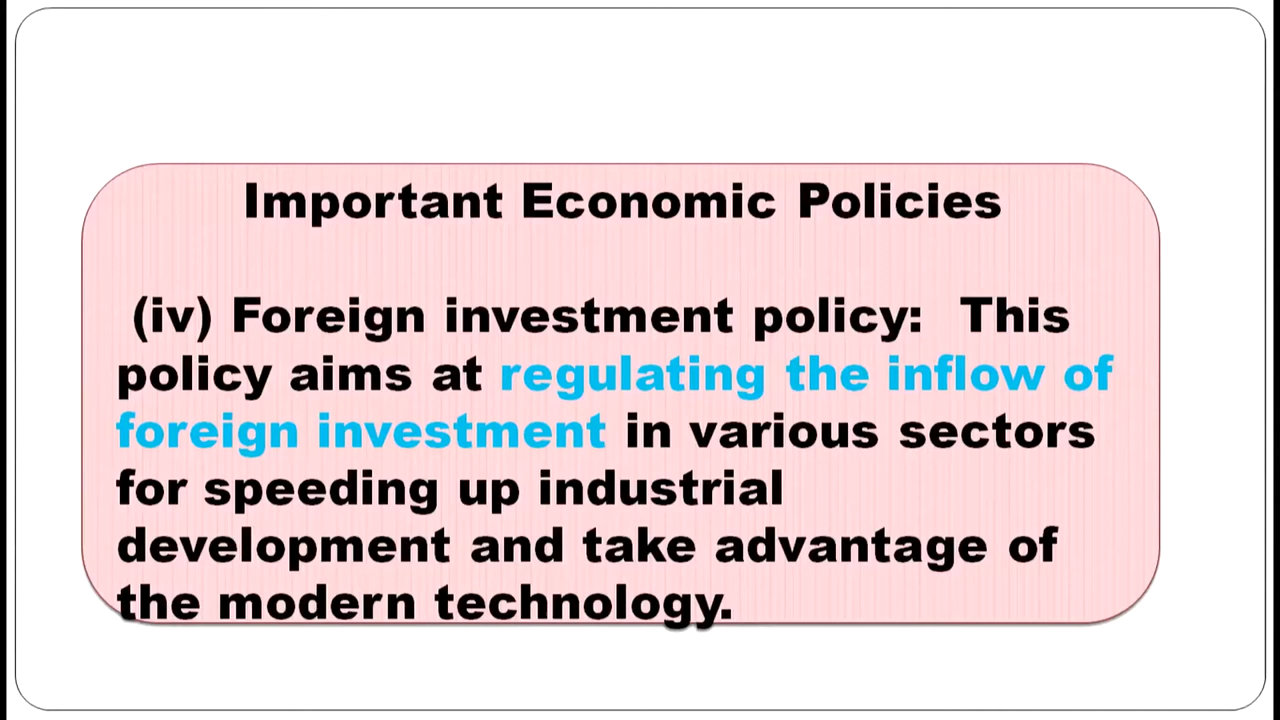 Important Economic Policies
(iv) Foreign investment policy: This
policy aims at regulating the inflow of
foreign investment in various sectors
for speeding up industrial
development and take advantage of
the modern technology.